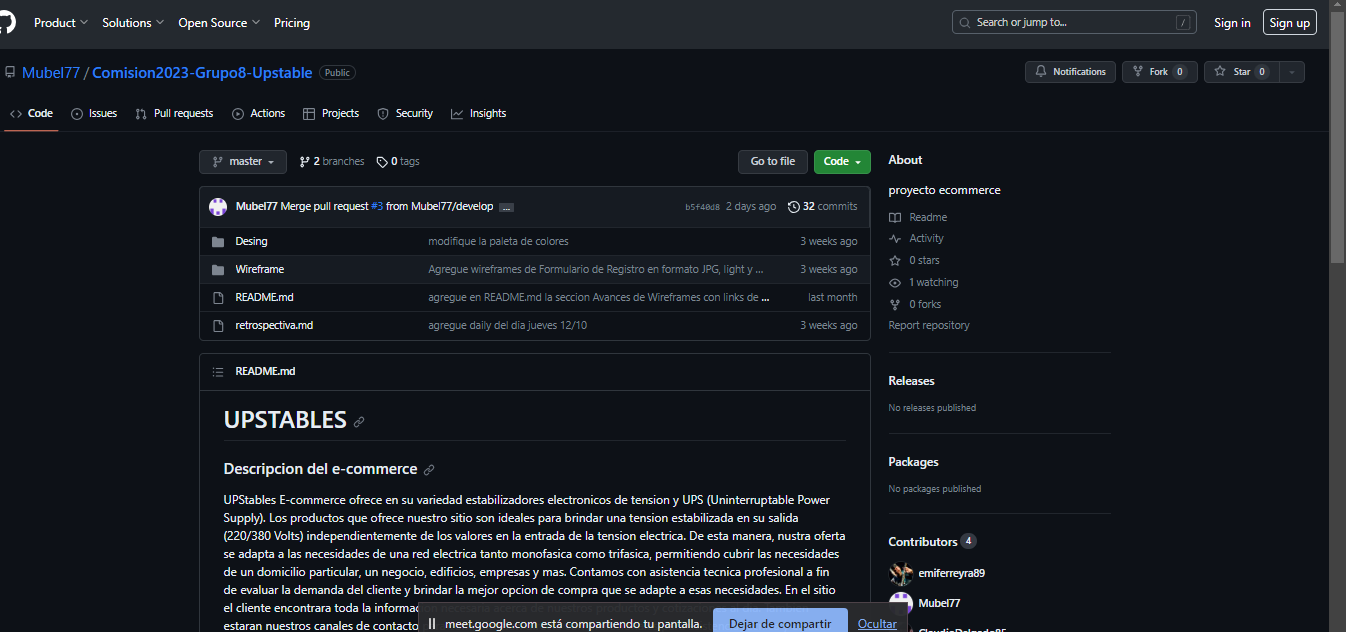 Product Solutions Open Source Pricing Search or jump to... / Sign in Sign up
Mubel77 / Comision2023-Grupo8-Upstable Public Notifications Fork 0 Star 0
Code Issues Pull requests Actions Projects Security Insights
master 2 branches 0 tags Go to file Code
Mubel77 Merge pull request #3 from Mubel77/develop ... b5f40d8 2 days ago 32 commits
Desing modifique la paleta de colores 3 weeks ago
Wireframe Agregue wireframes de Formulario de Registro en formato JPG, light y ... 3 weeks ago
README.md agregue en README.md la seccion Avances de Wireframes con links de ... last month
retrospectiva.md agregue daily del dia jueves 12/10 3 weeks ago
README.md
UPSTABLES
Descripcion del e-commerce
UPStables E-commerce ofrece en su variedad estabilizadores electronicos de tension y UPS (Uninterruptable Power
Supply). Los productos que ofrece nuestro sitio son ideales para brindar una tension estabilizada en su salida
(220/380 Volts) independientemente de los valores en la entrada de la tension electrica. De esta manera, nustra oferta
se adapta a las necesidades de una red electrica tanto monofasica como trifasica, permitiendo cubrir las necesidades
de un domicilio particular, un negocio, edificios, empresas y mas. Contamos con asistencia tecnica profesional a fin
de evaluar la demanda del cliente y brindar la mejor opcion de compra que se adapte a esas necesidades. En el sitio
el cliente encontrara toda la
estaran nuestros canales de contacto
About
proyecto ecommerce
Readme
Activity
0 stars
1 watching
0 forks
Report repository
Releases
No releases published
Packages
No packages published
Contributors 4
emiferreyra89
Mubel77
ClaudioDelgado85
meet.google.com está compartiendo tu pantalla. Dejar de compartir Ocultar